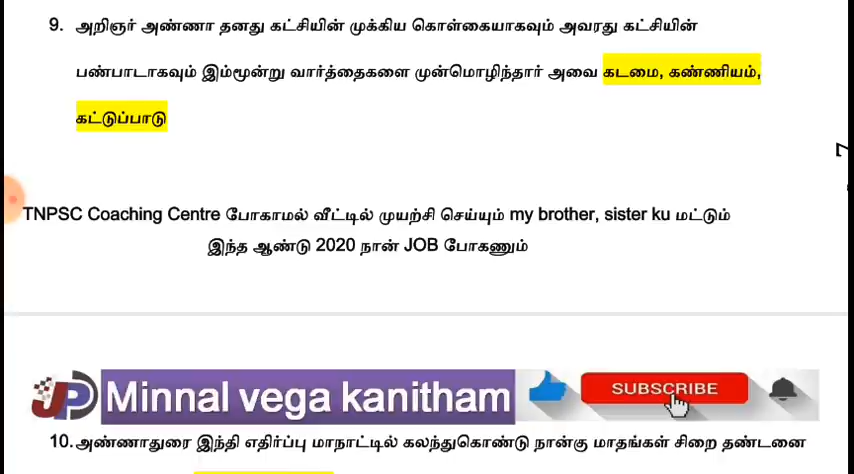 9. அறிஞர் அண்ணா தனது கட்சியின் முக்கிய கொள்கையாகவும் அவரது கட்சியின்
பண்பாடாகவும் இம்மூன்று வார்த்தைகளை முன்மொழிந்தார் அவை கடமை, கண்ணியம்,
கட்டுப்பாடு
7
TNPSC Coaching Centre போகாமல் வீட்டில் முயற்சி செய்யும் my brother, sister ku மட்டும்
இந்த ஆண்டு 2020 நான் JOB போகணும்
JP Minnal vega kanitham SUBSCRIBE
10. அண்ணாதுரை இந்தி எதிர்ப்பு மாநாட்டில் கலந்துகொண்டு நான்கு மாதங்கள் சிறை தண்டனை